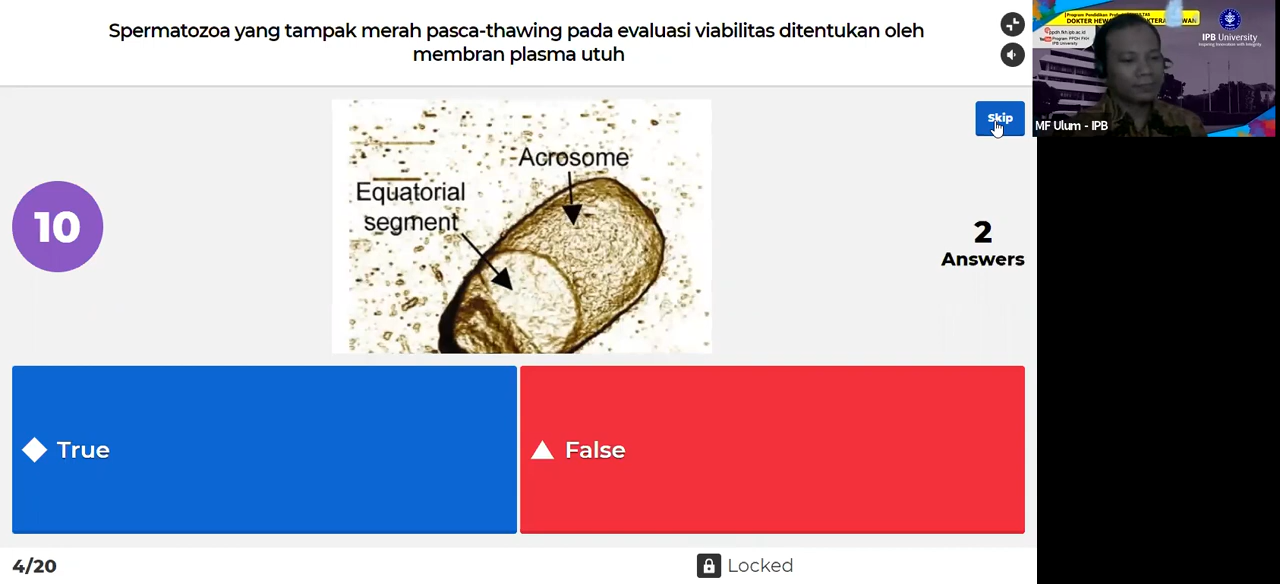 Spermatozoa yang tampak merah pasca-thawing pada evaluasi viabilitas ditentukan oleh
membran plasma utuh
Skip
Acrosome
Equatorial
segment
10
2
Answers
True
False
4/20
Locked
IPB University
MF Ulum - IPB